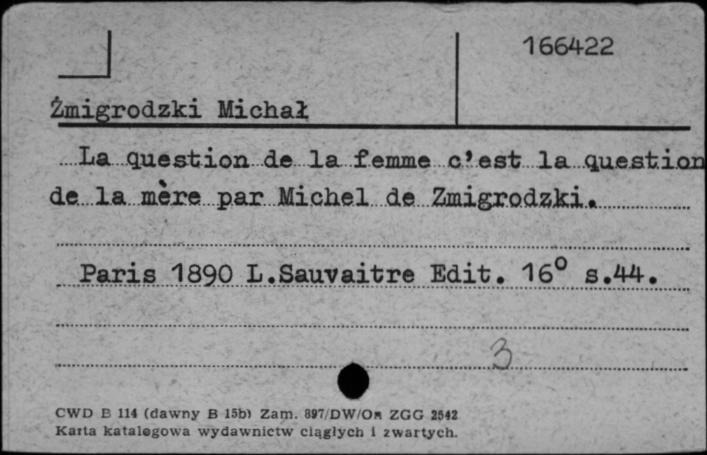 166422
Żmigrodzki Michał
La question de la femme c'est la question
de la mère par Michel de Zmigrodzki.
Paris 1890 L.Sauvaitre Edit. 16° s.44.
3
CWD B 114 (dawny B 15b) Zam. 897/DW/On ZGG 2542
Karta katalogowa wydawnictw ciągłych i zwartych.